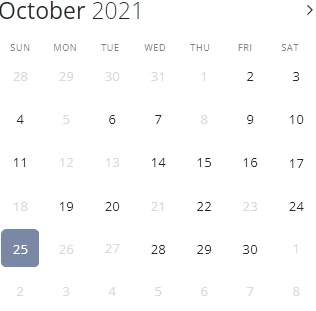 October 2021
SUN MON TUE WED THU FRI SAT
28 29 30 31 1 2 3
4 5 6 7 8 9 10
11 12 13 14 15 16 17
18 19 20 21 22 23 24
25 26 27 28 29 30 1
2 3 4 5 6 7 8